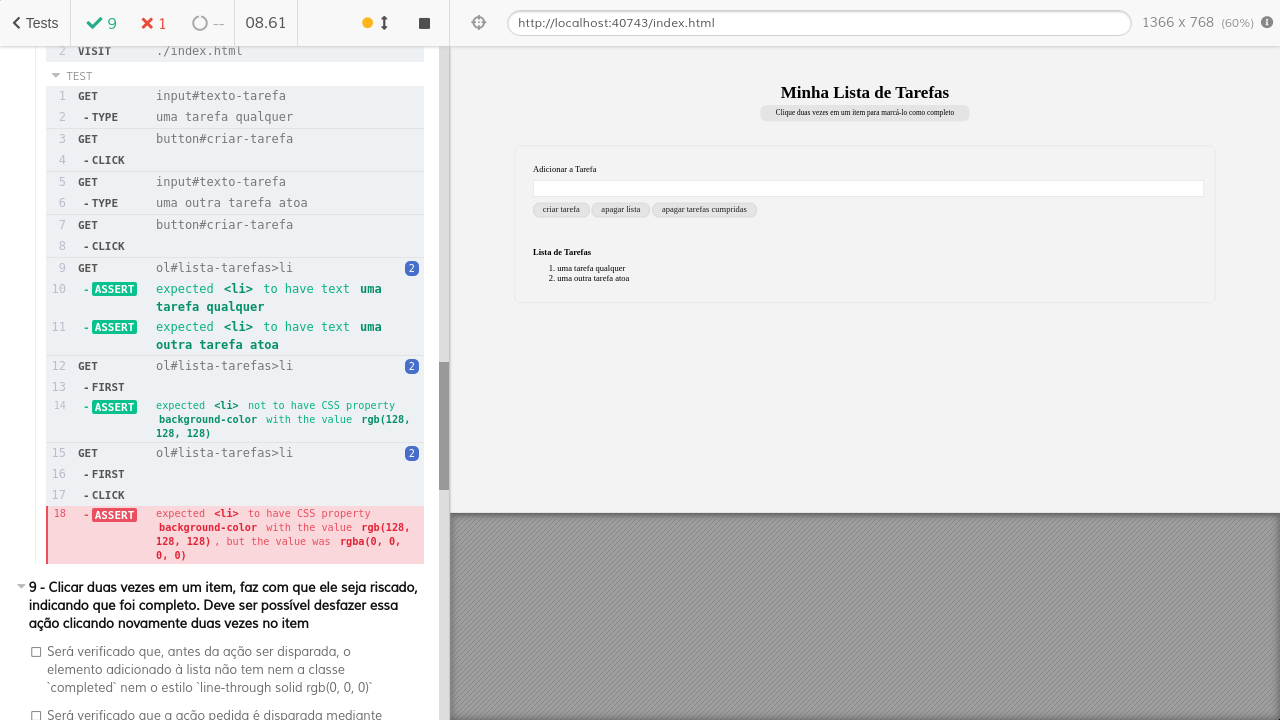 Tests 9 1 -- 08.61
http://localhost:40743/index.html 1366 x 768 (60%)
2 VISIT ./index.html
TEST
1 GET input#texto-tarefa
2 -TYPE uma tarefa qualquer
3 GET button#criar-tarefa
4 -CLICK
5 GET input#texto-tarefa
6 -TYPE uma outra tarefa atoa
7 GET button#criar-tarefa
8 -CLICK
9 GET ol#lista-tarefas>li 2
10 -ASSERT expected <li> to have text uma
tarefa qualquer
11 -ASSERT expected <li> to have text uma
outra tarefa atoa
12 GET ol#lista-tarefas>li 2
13 -FIRST
14 -ASSERT expected <li> not to have CSS property
background-color with the value rgb(128,
128, 128)
15 GET ol#lista-tarefas>li 2
16 -FIRST
17 -CLICK
18 -ASSERT expected <li> to have CSS property
background-color with the value rgb(128,
128, 128) , but the value was rgba(0, 0,
0, 0)
9 - Clicar duas vezes em um item, faz com que ele seja riscado,
indicando que foi completo. Deve ser possível desfazer essa
ação clicando novamente duas vezes no item
Será verificado que, antes da ação ser disparada, o
elemento adicionado à lista não tem nem a classe
`completed` nem o estilo `line-through solid rgb(0, 0, 0)`
Será verificado que a ação pedida é disparada mediante
Minha Lista de Tarefas
Clique duas vezes em um item para marcá-lo como completo
Adicionar a Tarefa
criar tarefa apagar lista apagar tarefas cumpridas
Lista de Tarefas
1. uma tarefa qualquer
2. uma outra tarefa atoa